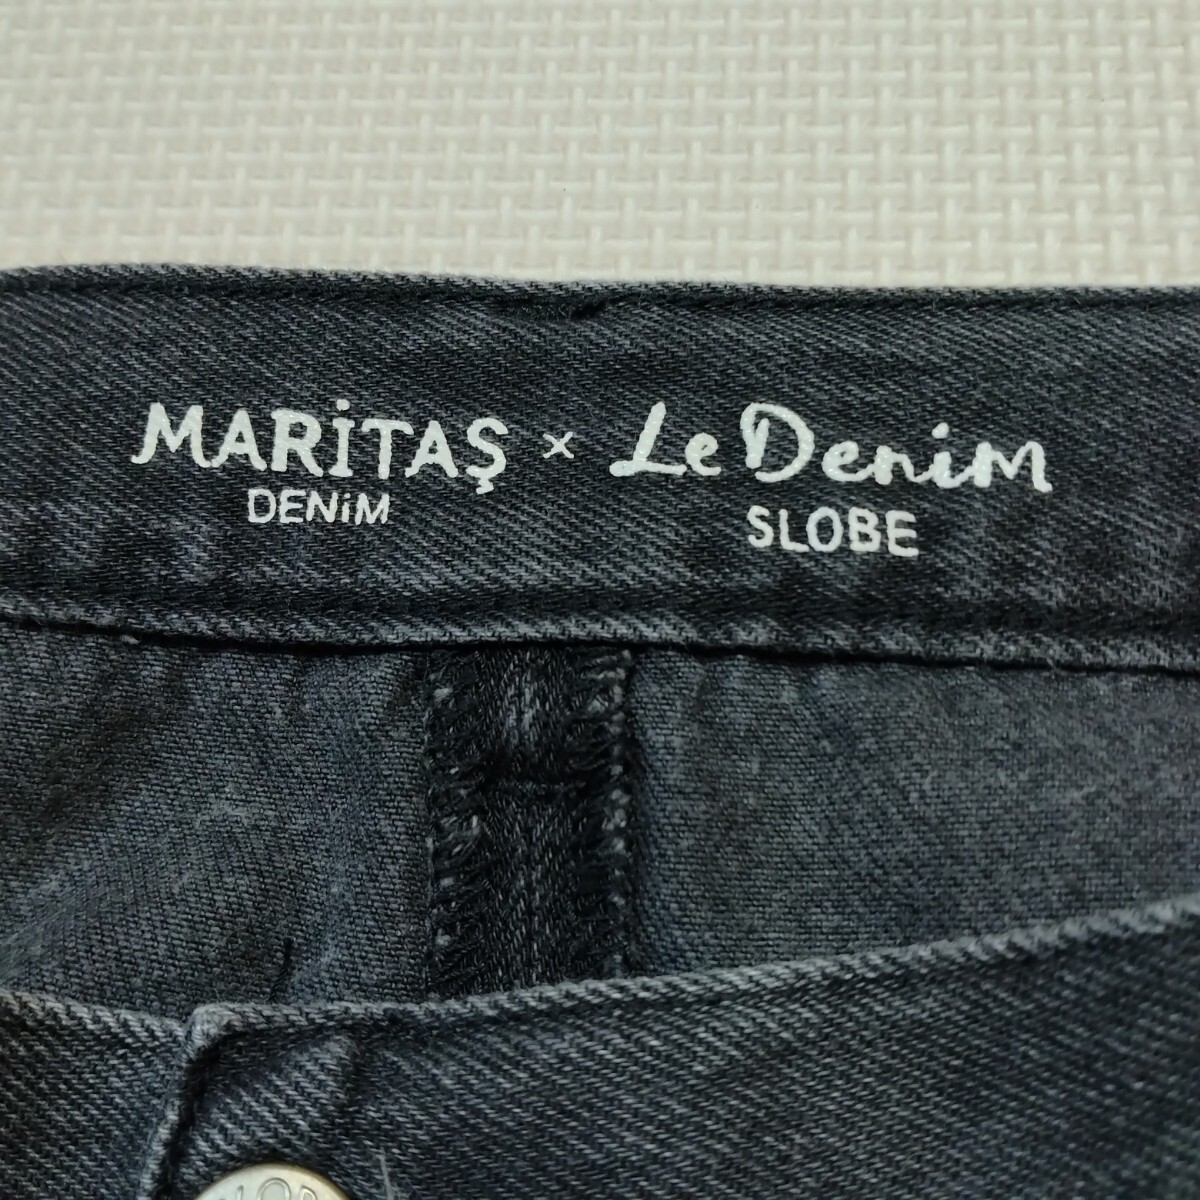 MARİTAŞ × Le Denim
DENiM SLOBE